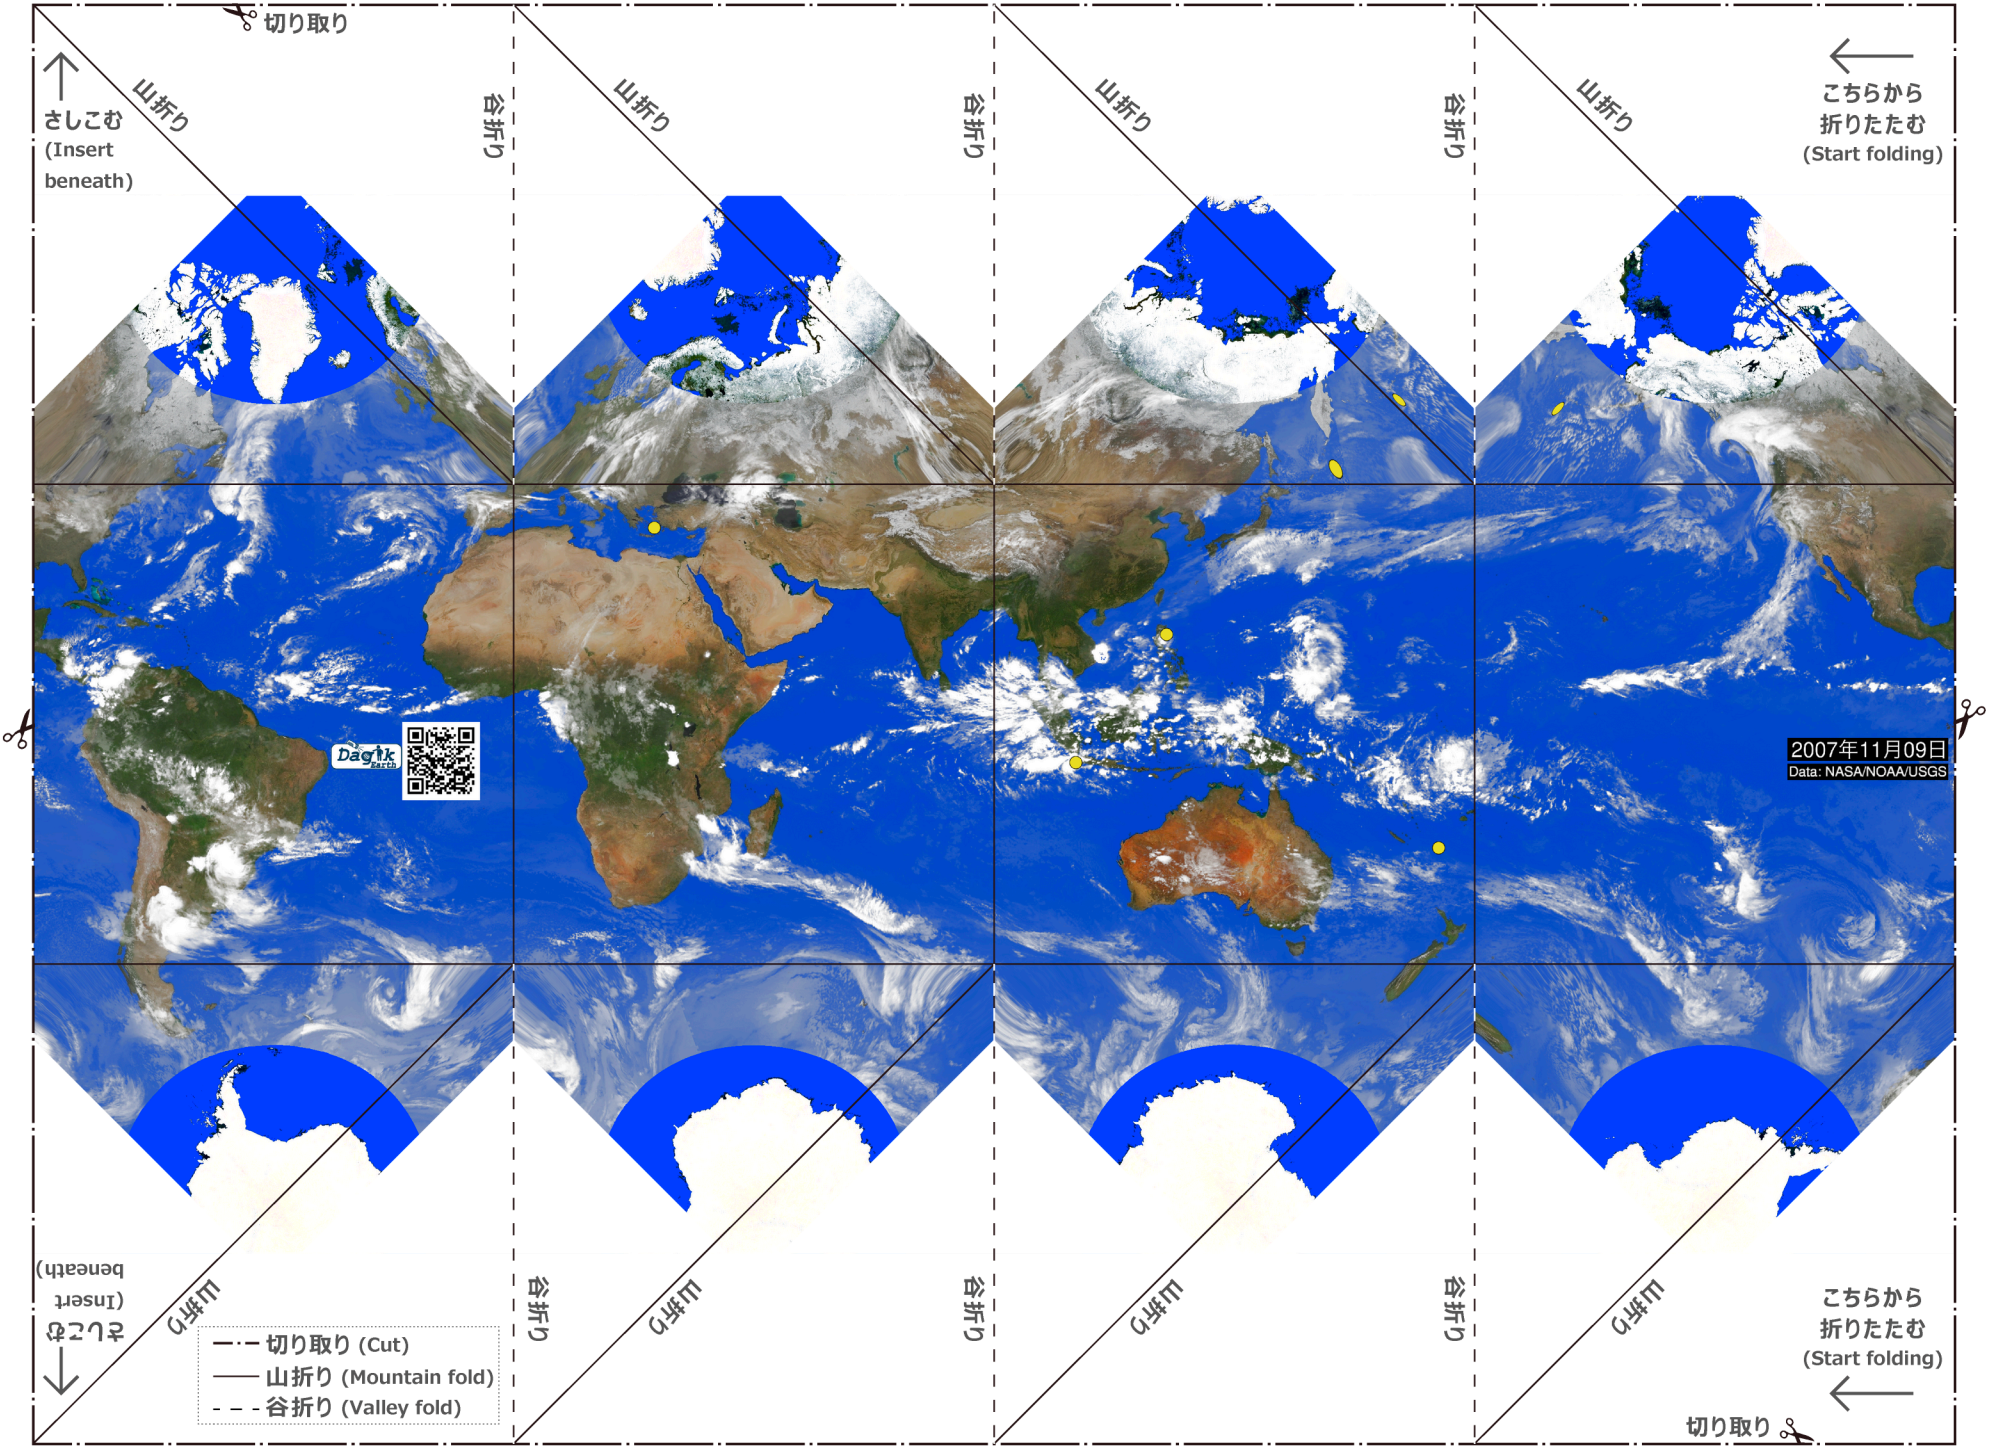 切り取り
山折り
谷折り
山折り
谷折り
山折り
谷折り
山折り
さしこむ
(Insert
beneath)
こちらから
折りたたむ
(Start folding)
Dagik
Earth
2007年11月09日
Data: NASA/NOAA/USGS
さしこむ
(Insert
beneath)
山折り
谷折り
山折り
谷折り
山折り
谷折り
山折り
こちらから
折りたたむ
(Start folding)
切り取り (Cut)
山折り (Mountain fold)
谷折り (Valley fold)
切り取り